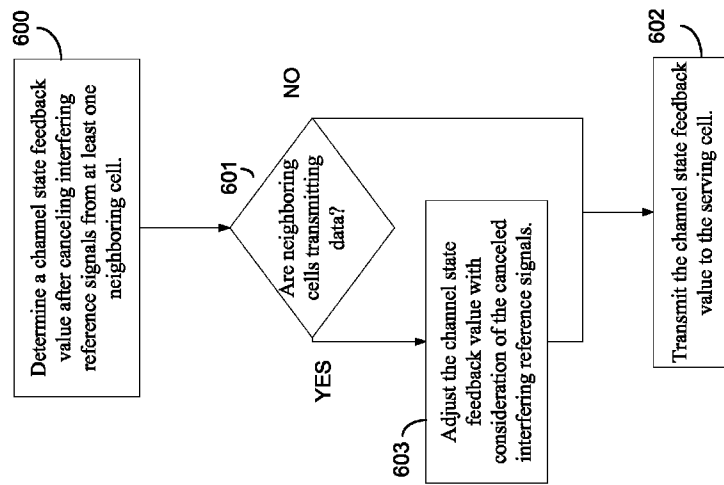 600
Determine a channel state feedback
value after canceling interfering
reference signals from at least one
neighboring cell.
601
Are neighboring
cells transmitting
data?
YES
NO
603
Adjust the channel state
feedback value with
consideration of the canceled
interfering reference signals.
602
Transmit the channel state feedback
value to the serving cell.